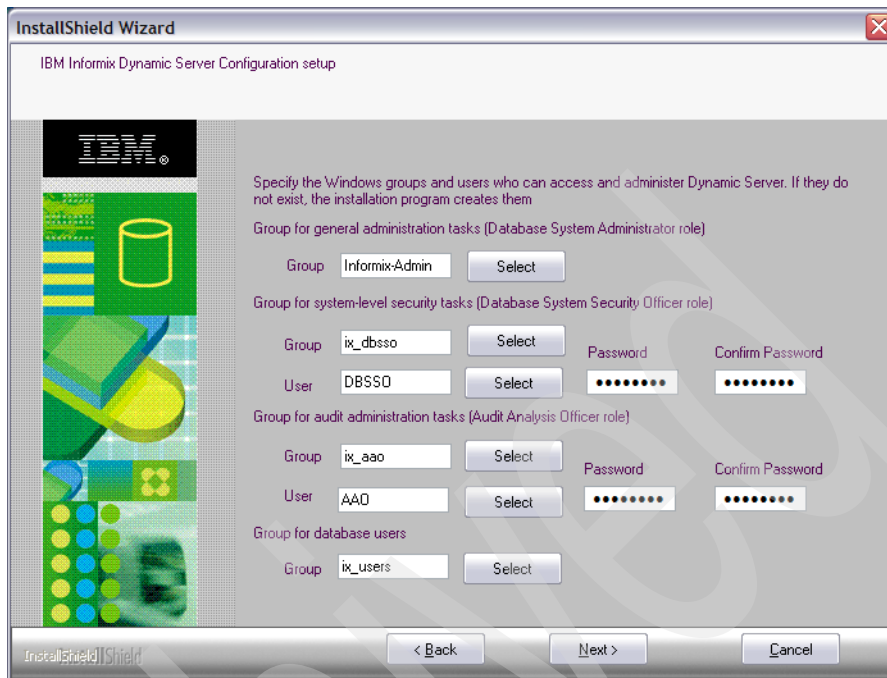 InstallShield Wizard
IBM Informix Dynamic Server Configuration setup
IBM®
Specify the Windows groups and users who can access and administer Dynamic Server. If they do
not exist, the installation program creates them
Group for general administration tasks (Database System Administrator role)
Group Informix-Admin Select
Group for system-level security tasks (Database System Security Officer role)
Group ix_dbsso Select Password Confirm Password
User DBSSO Select •••••••• ••••••••
Group for audit administration tasks (Audit Analysis Officer role)
Group ix_aao Select Password Confirm Password
User AAO Select •••••••• ••••••••
Group for database users
Group ix_users Select
InstallShield
< Back Next > Cancel